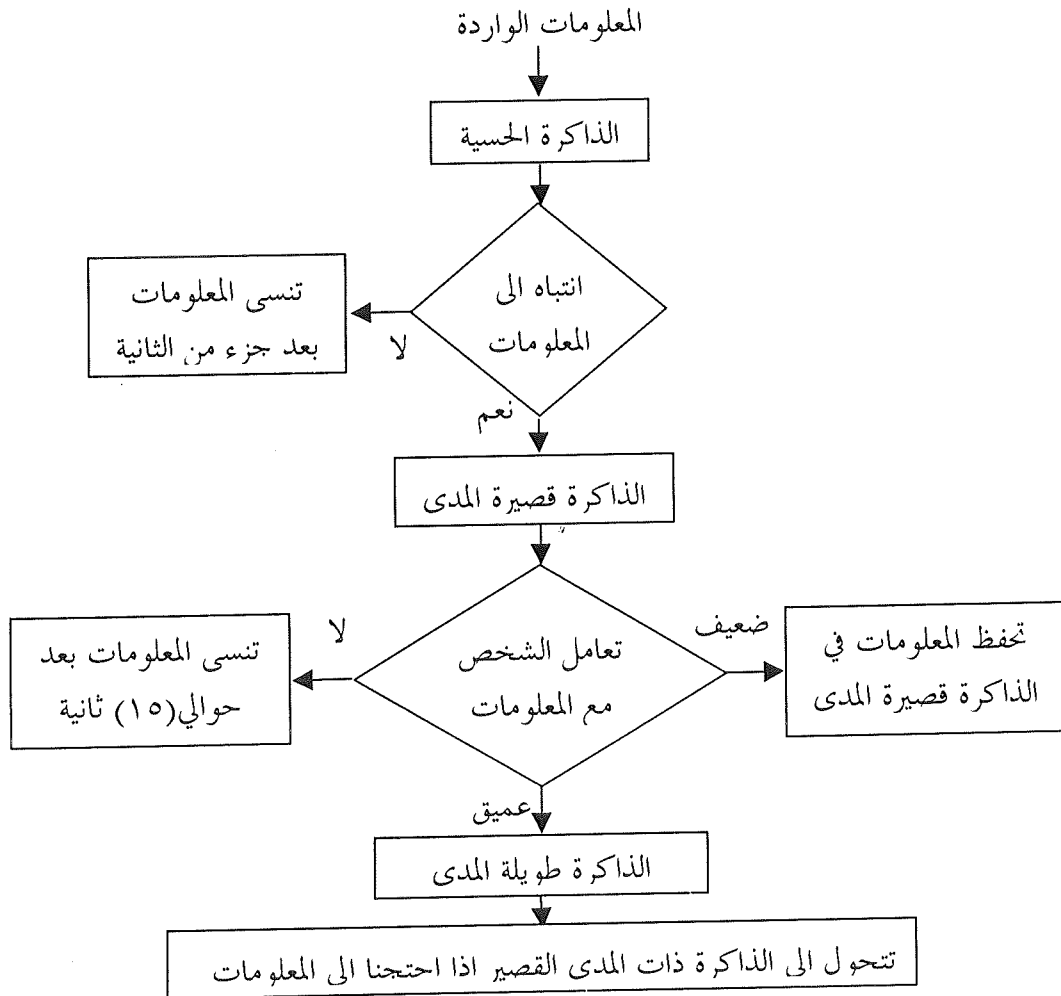 المعلومات الواردة
الذاكرة الحسية
انتباه الى
المعلومات
لا
تنسى المعلومات
بعد جزء من الثانية
نعم
الذاكرة قصيرة المدى
تعامل الشخص
مع المعلومات
ضعيف
تحفظ المعلومات في
الذاكرة قصيرة المدى
لا
تنسى المعلومات بعد
حوالي(١٥) ثانية
عميق
الذاكرة طويلة المدى
تتحول الى الذاكرة ذات المدى القصير اذا احتجنا الى المعلومات